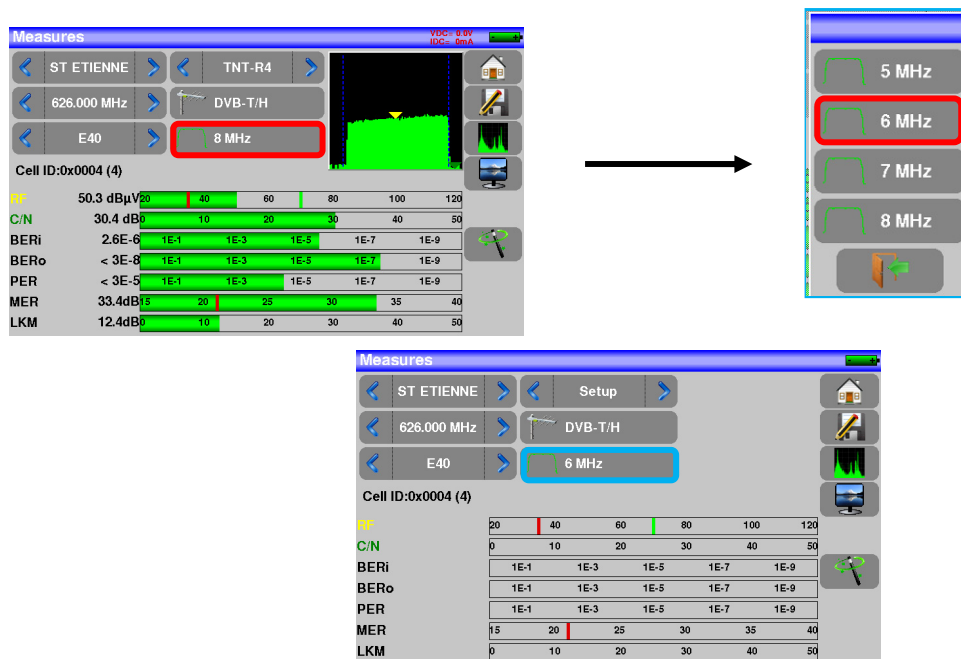 Measures
VDC= 0.0V
IDC= 0mA
- +
ST ETIENNE TNT-R4
626.000 MHz DVB-T/H
E40 8 MHz
Cell ID:0x0004 (4)
RF 50.3 dBµV 20 40 60 80 100 120
C/N 30.4 dB 0 10 20 30 40 50
BERi 2.6E-6 1E-1 1E-3 1E-5 1E-7 1E-9
BERo < 3E-8 1E-1 1E-3 1E-5 1E-7 1E-9
PER < 3E-5 1E-1 1E-3 1E-5 1E-7 1E-9
MER 33.4dB 15 20 25 30 35 40
LKM 12.4dB 0 10 20 30 40 50
5 MHz
6 MHz
7 MHz
8 MHz
Measures
- +
ST ETIENNE Setup
626.000 MHz DVB-T/H
E40 6 MHz
Cell ID:0x0004 (4)
RF 20 40 60 80 100 120
C/N 0 10 20 30 40 50
BERi 1E-1 1E-3 1E-5 1E-7 1E-9
BERo 1E-1 1E-3 1E-5 1E-7 1E-9
PER 1E-1 1E-3 1E-5 1E-7 1E-9
MER 15 20 25 30 35 40
LKM 0 10 20 30 40 50